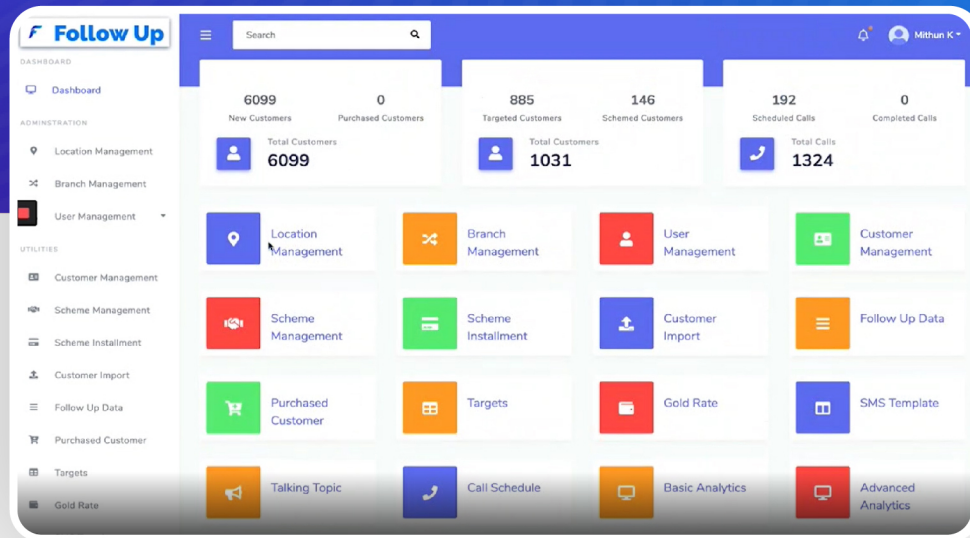 Follow Up
Search
Mithun K
DASHBOARD
Dashboard
ADMINSTRATION
Location Management
Branch Management
User Management
UTILITIES
Customer Management
Scheme Management
Scheme Installment
Customer Import
Follow Up Data
Purchased Customer
Targets
Gold Rate
6099
New Customers
0
Purchased Customers
Total Customers
6099
885
Targeted Customers
146
Schemed Customers
Total Customers
1031
192
Scheduled Calls
0
Completed Calls
Total Calls
1324
Location
Management
Branch
Management
User
Management
Customer
Management
Scheme
Management
Scheme
Installment
Customer
Import
Follow Up Data
Purchased
Customer
Targets
Gold Rate
SMS Template
Talking Topic
Call Schedule
Basic Analytics
Advanced
Analytics